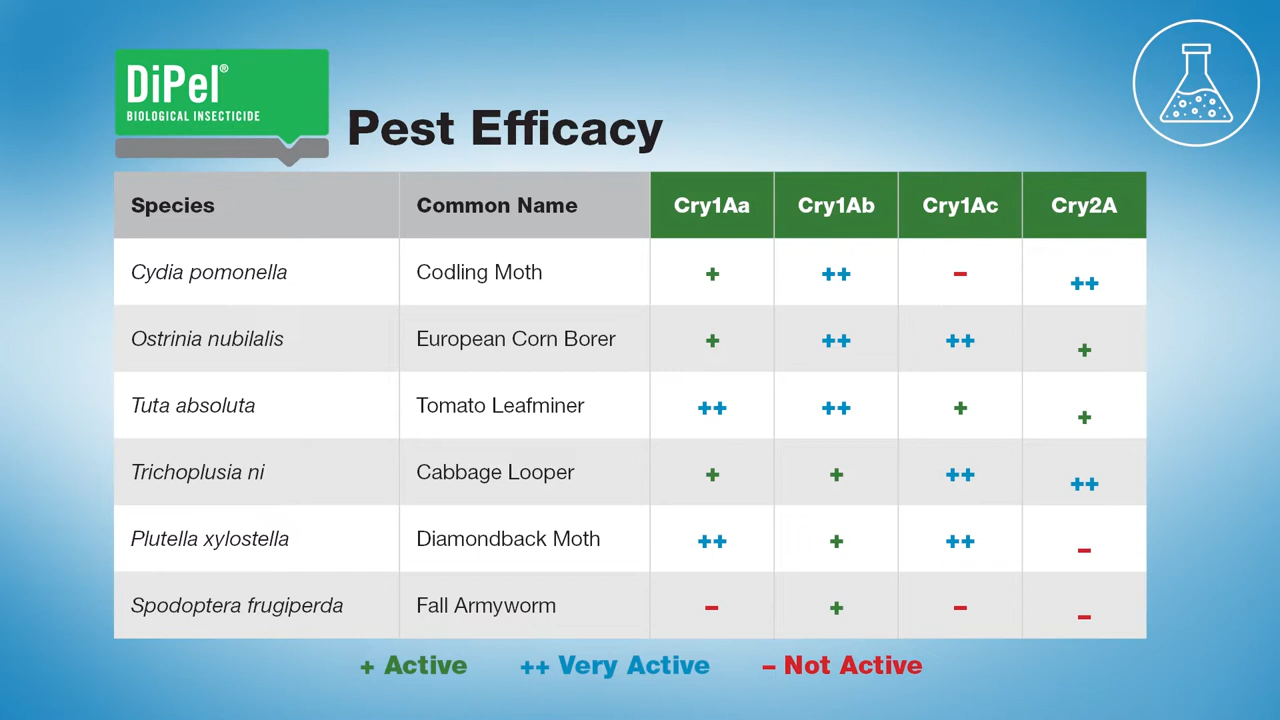 DiPel®
BIOLOGICAL INSECTICIDE
Pest Efficacy
Species Common Name Cry1Aa Cry1Ab Cry1Ac Cry2A
Cydia pomonella Codling Moth + ++ – ++
Ostrinia nubilalis European Corn Borer + ++ ++ +
Tuta absoluta Tomato Leafminer ++ ++ + +
Trichoplusia ni Cabbage Looper + + ++ ++
Plutella xylostella Diamondback Moth ++ + ++ –
Spodoptera frugiperda Fall Armyworm – + – –
+ Active ++ Very Active – Not Active